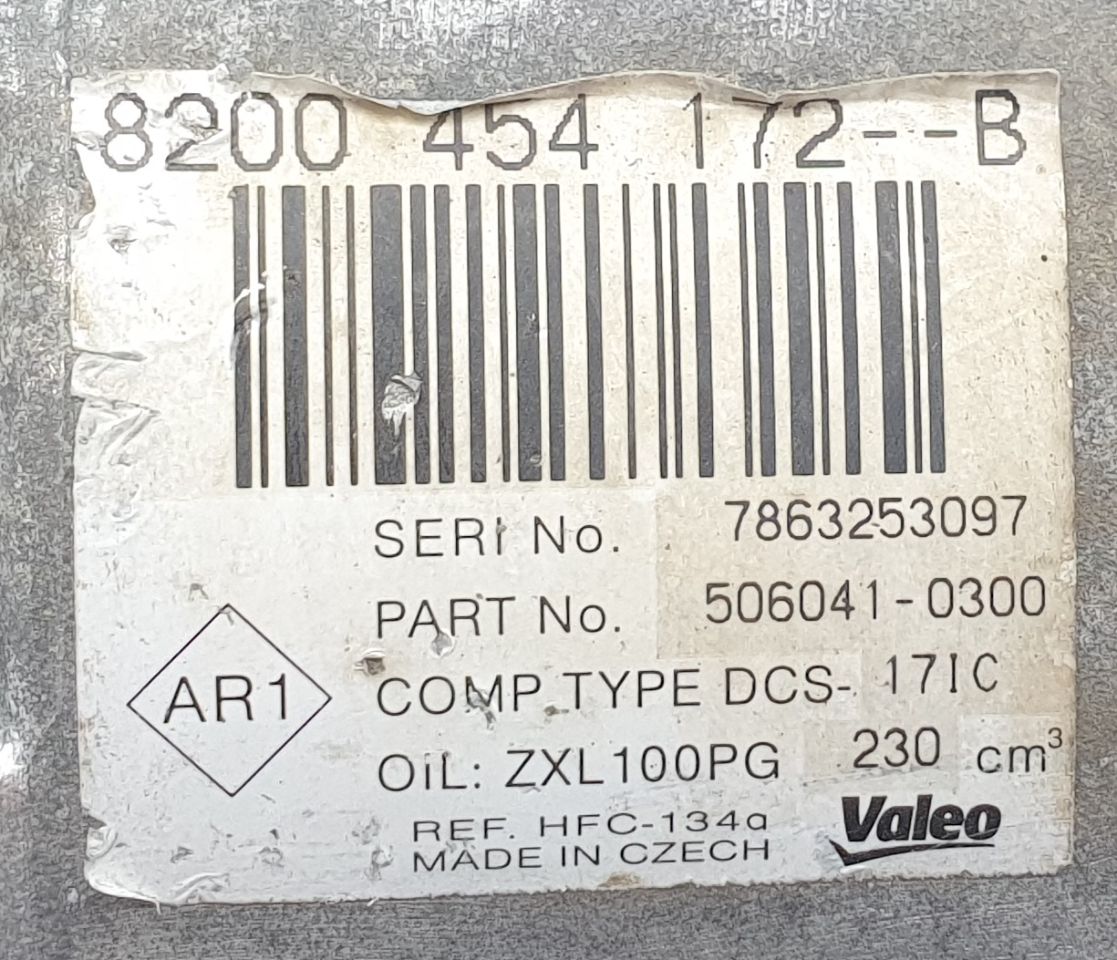 8200 454 172--B
SERI No. 7863253097
PART No. 506041-0300
AR1
COMP TYPE DCS- 17IC
OiL: ZXL100PG 230 cm³
REF. HFC-134a
MADE IN CZECH
Valeo